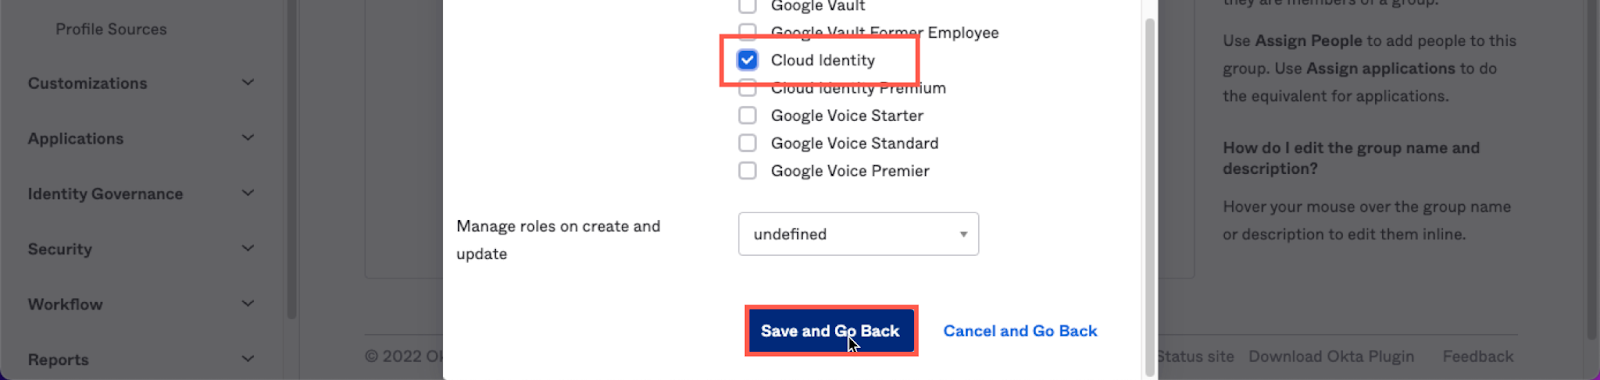 Profile Sources
Customizations
Applications
Identity Governance
Security
Workflow
Reports
Google Vault
Google Vault Former Employee
Cloud Identity
Cloud Identity Premium
Google Voice Starter
Google Voice Standard
Google Voice Premier
Manage roles on create and
update
undefined
Save and Go Back
Cancel and Go Back
they are members of a group.
Use Assign People to add people to this
group. Use Assign applications to do
the equivalent for applications.
How do I edit the group name and
description?
Hover your mouse over the group name
or description to edit them inline.
© 2022 Ok
Status site Download Okta Plugin Feedback